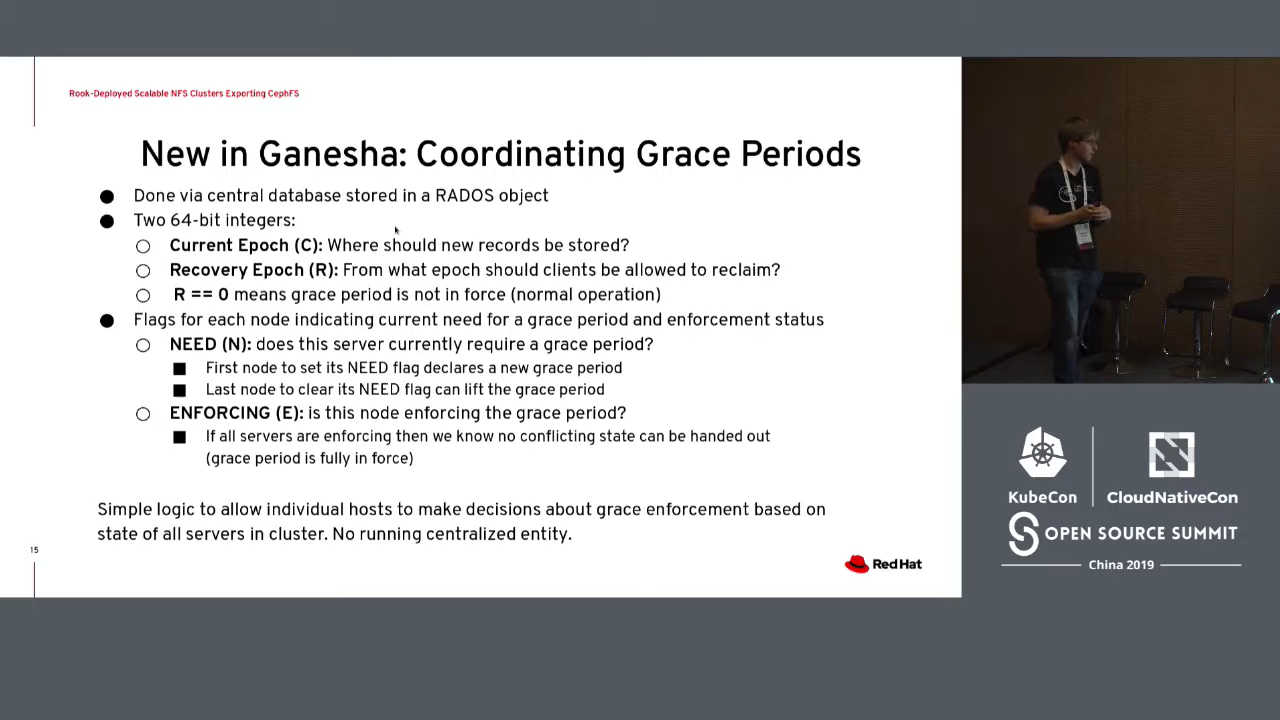 Rook-Deployed Scalable NFS Clusters Exporting CephFS
New in Ganesha: Coordinating Grace Periods
● Done via central database stored in a RADOS object
● Two 64-bit integers:
○ Current Epoch (C): Where should new records be stored?
○ Recovery Epoch (R): From what epoch should clients be allowed to reclaim?
○ R == 0 means grace period is not in force (normal operation)
● Flags for each node indicating current need for a grace period and enforcement status
○ NEED (N): does this server currently require a grace period?
■ First node to set its NEED flag declares a new grace period
■ Last node to clear its NEED flag can lift the grace period
○ ENFORCING (E): is this node enforcing the grace period?
■ If all servers are enforcing then we know no conflicting state can be handed out
(grace period is fully in force)
Simple logic to allow individual hosts to make decisions about grace enforcement based on
state of all servers in cluster. No running centralized entity.
15
Red Hat
KubeCon
CloudNativeCon
OPEN SOURCE SUMMIT
China 2019